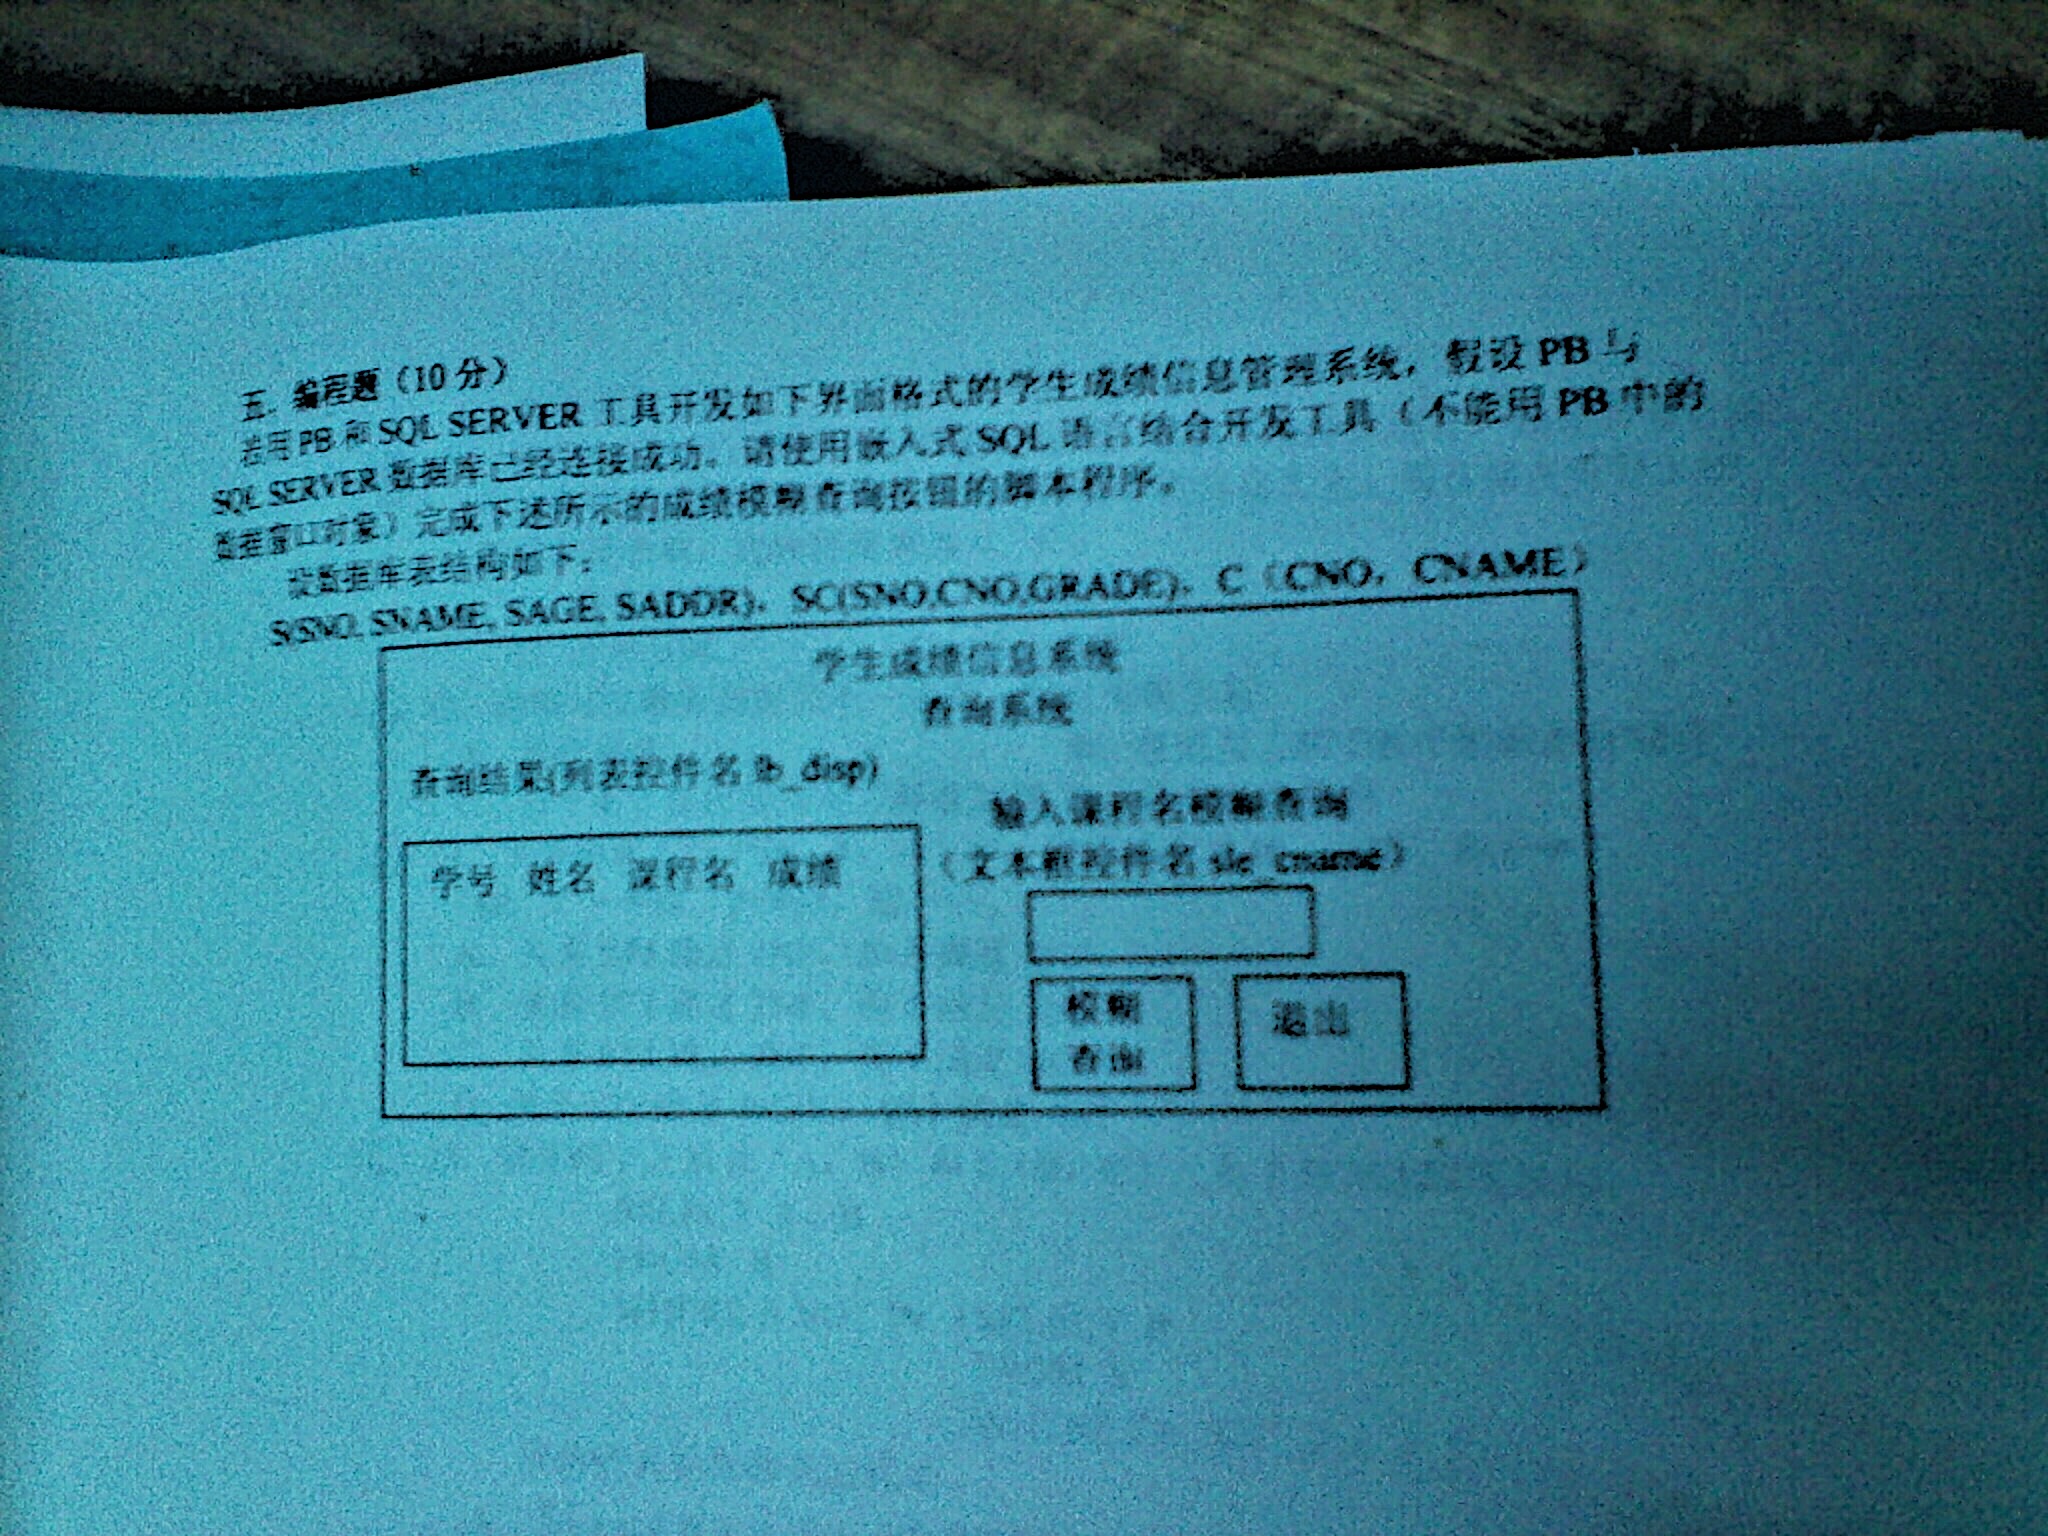 五. 编程题（10 分）
若用 PB 和 SQL SERVER 工具开发如下界面格式的学生成绩信息管理系统，假设 PB 与
SQL SERVER 数据库已经连接成功。请使用嵌入式 SQL 语言结合开发工具（不能用 PB 中的
数据窗口对象）完成下述所示的成绩模糊查询按钮的脚本程序。
设数据库表结构如下：
S(SNO, SNAME, SAGE, SADDR)、SC(SNO,CNO,GRADE)、C（CNO，CNAME）
学生成绩信息系统
查询系统
查询结果(列表控件名 lb_disp)
输入课程名模糊查询
（文本框控件名 sle_cname）
学号 姓名 课程名 成绩
模糊
查询
退出